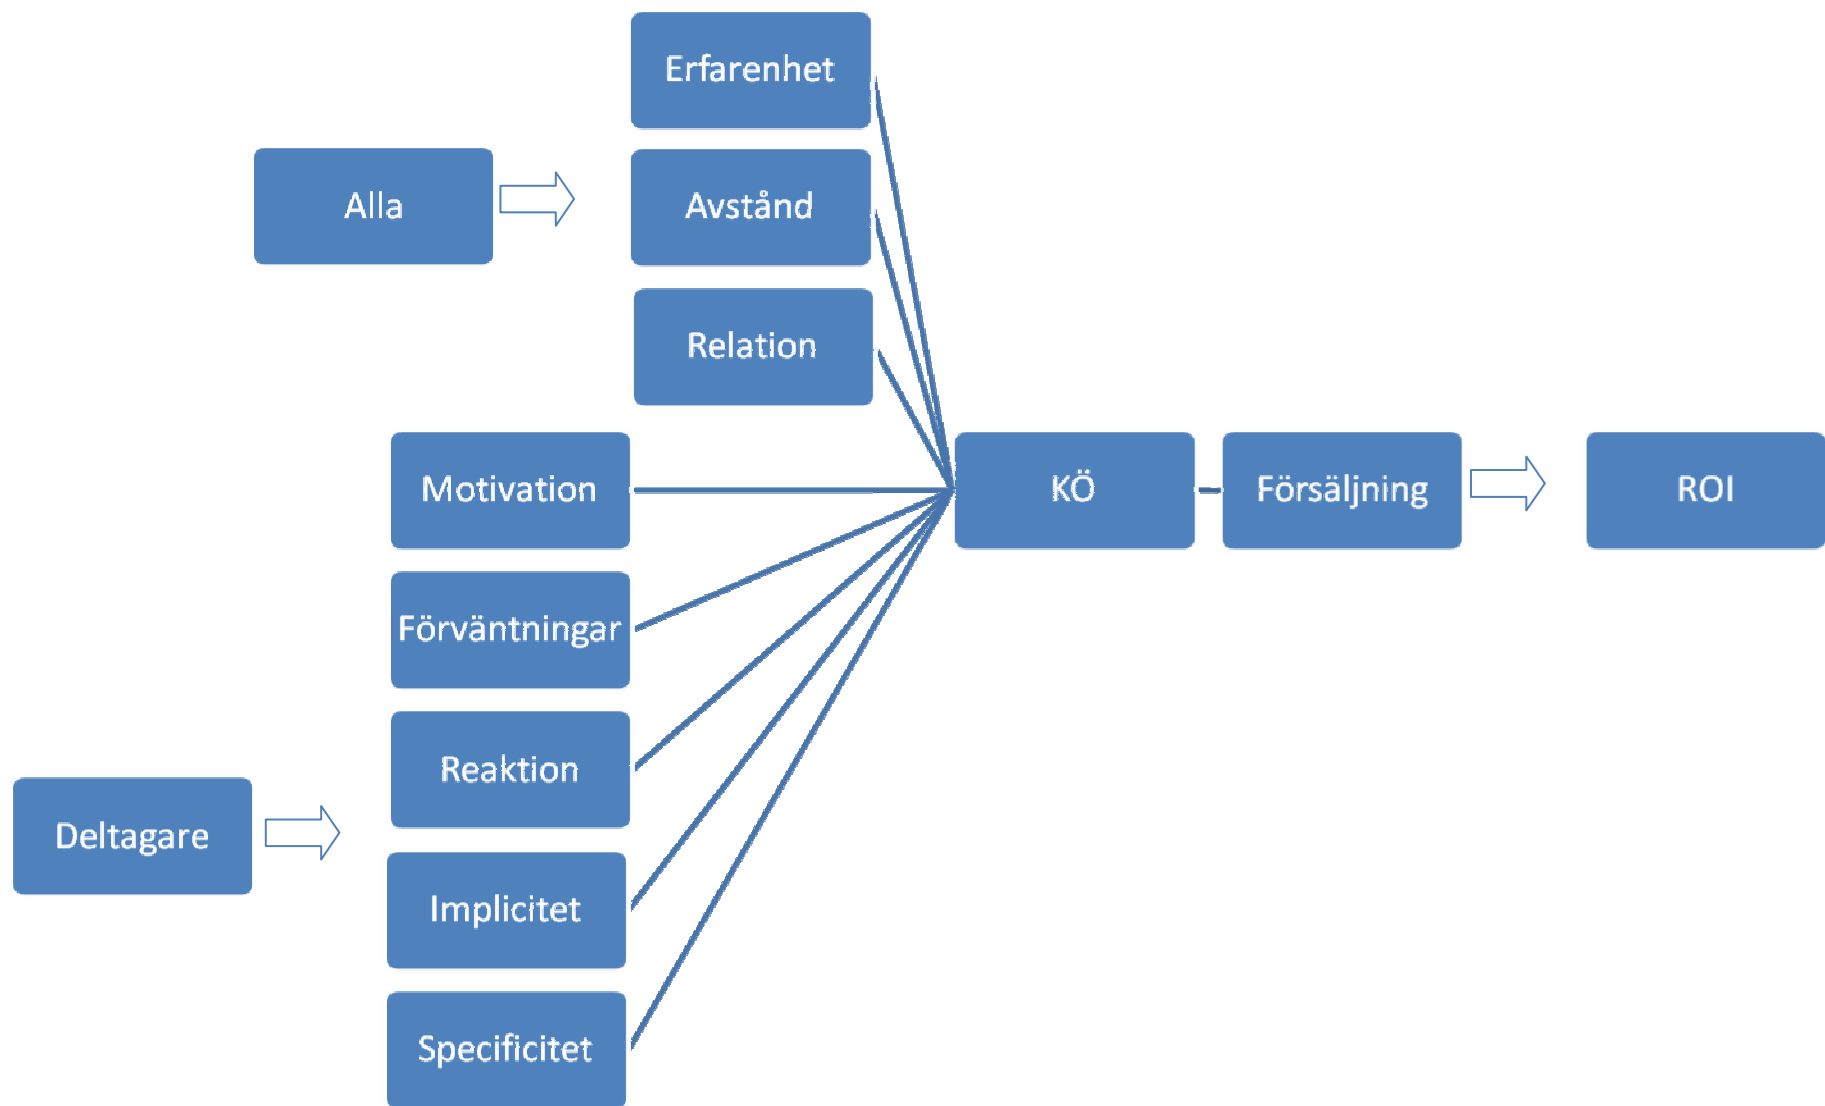 Erfarenhet
Alla
Avstånd
Relation
Motivation
KÖ
Försäljning
ROI
Förväntningar
Reaktion
Deltagare
Implicitet
Specificitet